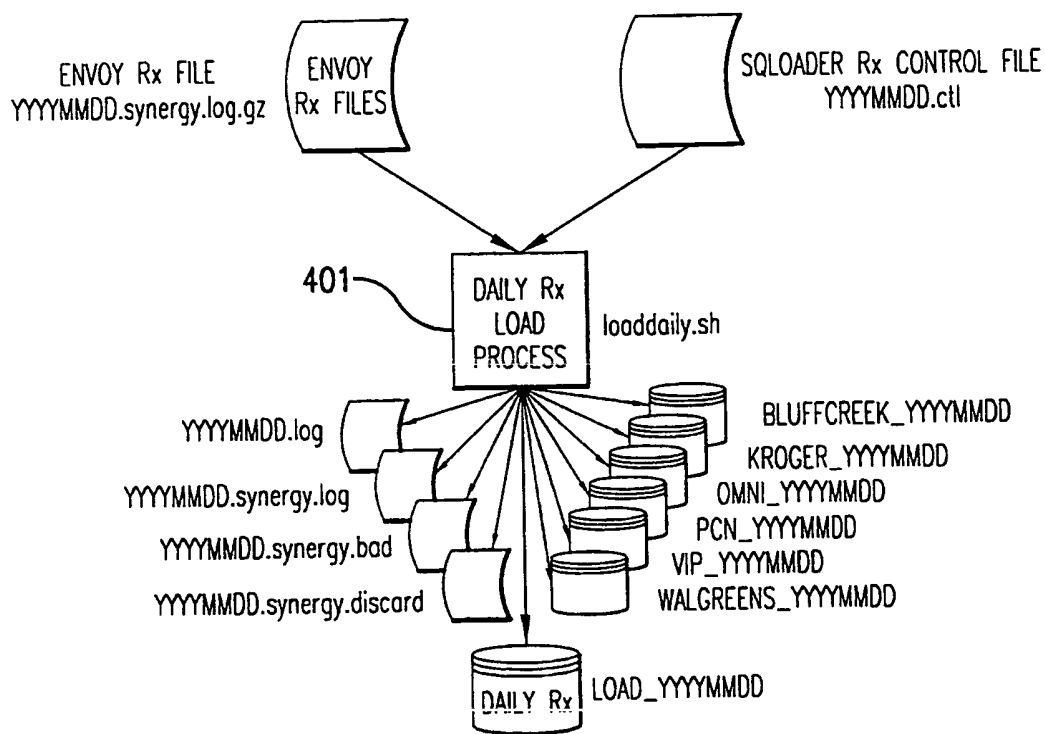 ENVOY Rx FILE
YYYYMMDD.synergy.log.gz
ENVOY
Rx FILES
SQLOADER Rx CONTROL FILE
YYYYMMDD.ctl
401
DAILY Rx
LOAD
PROCESS
loaddaily.sh
YYYYMMDD.log
YYYYMMDD.synergy.log
YYYYMMDD.synergy.bad
YYYYMMDD.synergy.discard
BLUFFCREEK_YYYYMMDD
KROGER_YYYYMMDD
OMNI_YYYYMMDD
PCN_YYYYMMDD
VIP_YYYYMMDD
WALGREENS_YYYYMMDD
DAILY Rx
LOAD_YYYYMMDD